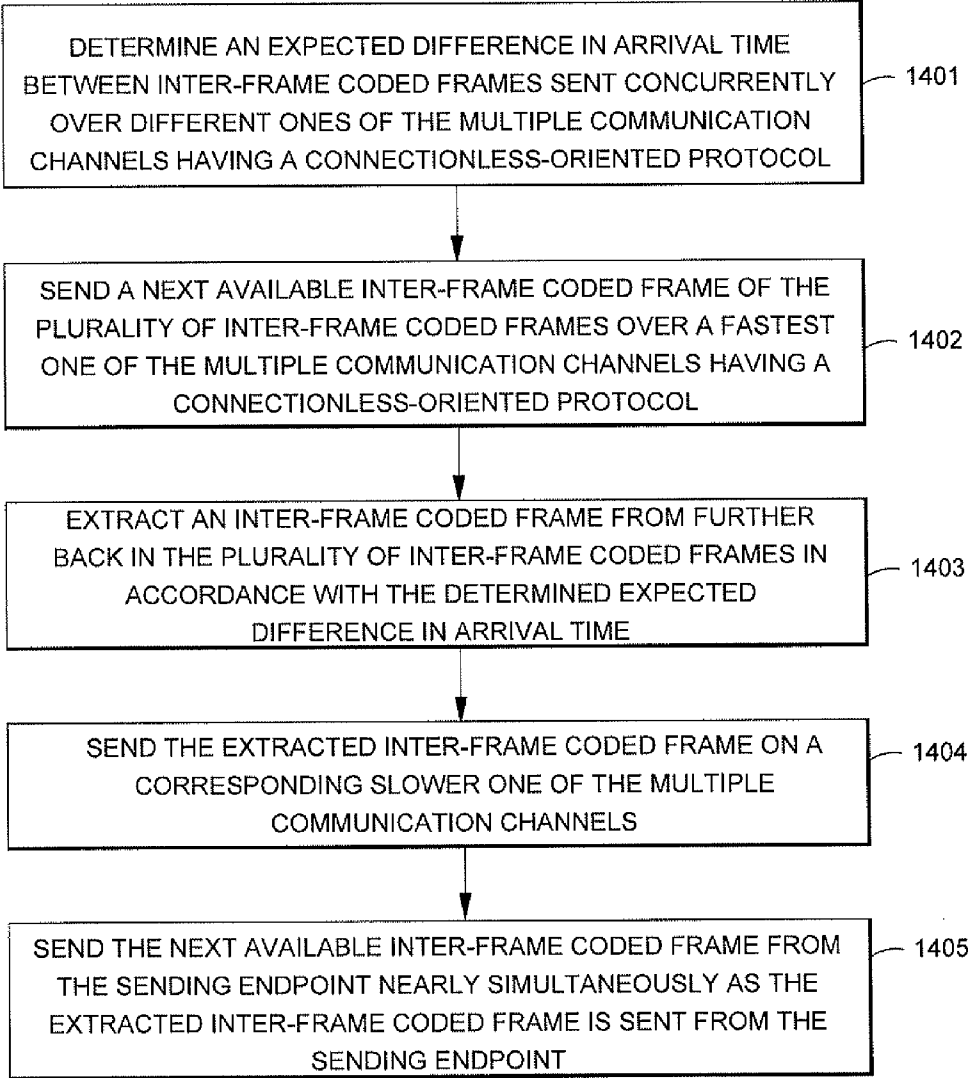 DETERMINE AN EXPECTED DIFFERENCE IN ARRIVAL TIME
BETWEEN INTER-FRAME CODED FRAMES SENT CONCURRENTLY
OVER DIFFERENT ONES OF THE MULTIPLE COMMUNICATION
CHANNELS HAVING A CONNECTIONLESS-ORIENTED PROTOCOL
1401
SEND A NEXT AVAILABLE INTER-FRAME CODED FRAME OF THE
PLURALITY OF INTER-FRAME CODED FRAMES OVER A FASTEST
ONE OF THE MULTIPLE COMMUNICATION CHANNELS HAVING A
CONNECTIONLESS-ORIENTED PROTOCOL
1402
EXTRACT AN INTER-FRAME CODED FRAME FROM FURTHER
BACK IN THE PLURALITY OF INTER-FRAME CODED FRAMES IN
ACCORDANCE WITH THE DETERMINED EXPECTED
DIFFERENCE IN ARRIVAL TIME
1403
SEND THE EXTRACTED INTER-FRAME CODED FRAME ON A
CORRESPONDING SLOWER ONE OF THE MULTIPLE
COMMUNICATION CHANNELS
1404
SEND THE NEXT AVAILABLE INTER-FRAME CODED FRAME FROM
THE SENDING ENDPOINT NEARLY SIMULTANEOUSLY AS THE
EXTRACTED INTER-FRAME CODED FRAME IS SENT FROM THE
SENDING ENDPOINT
1405